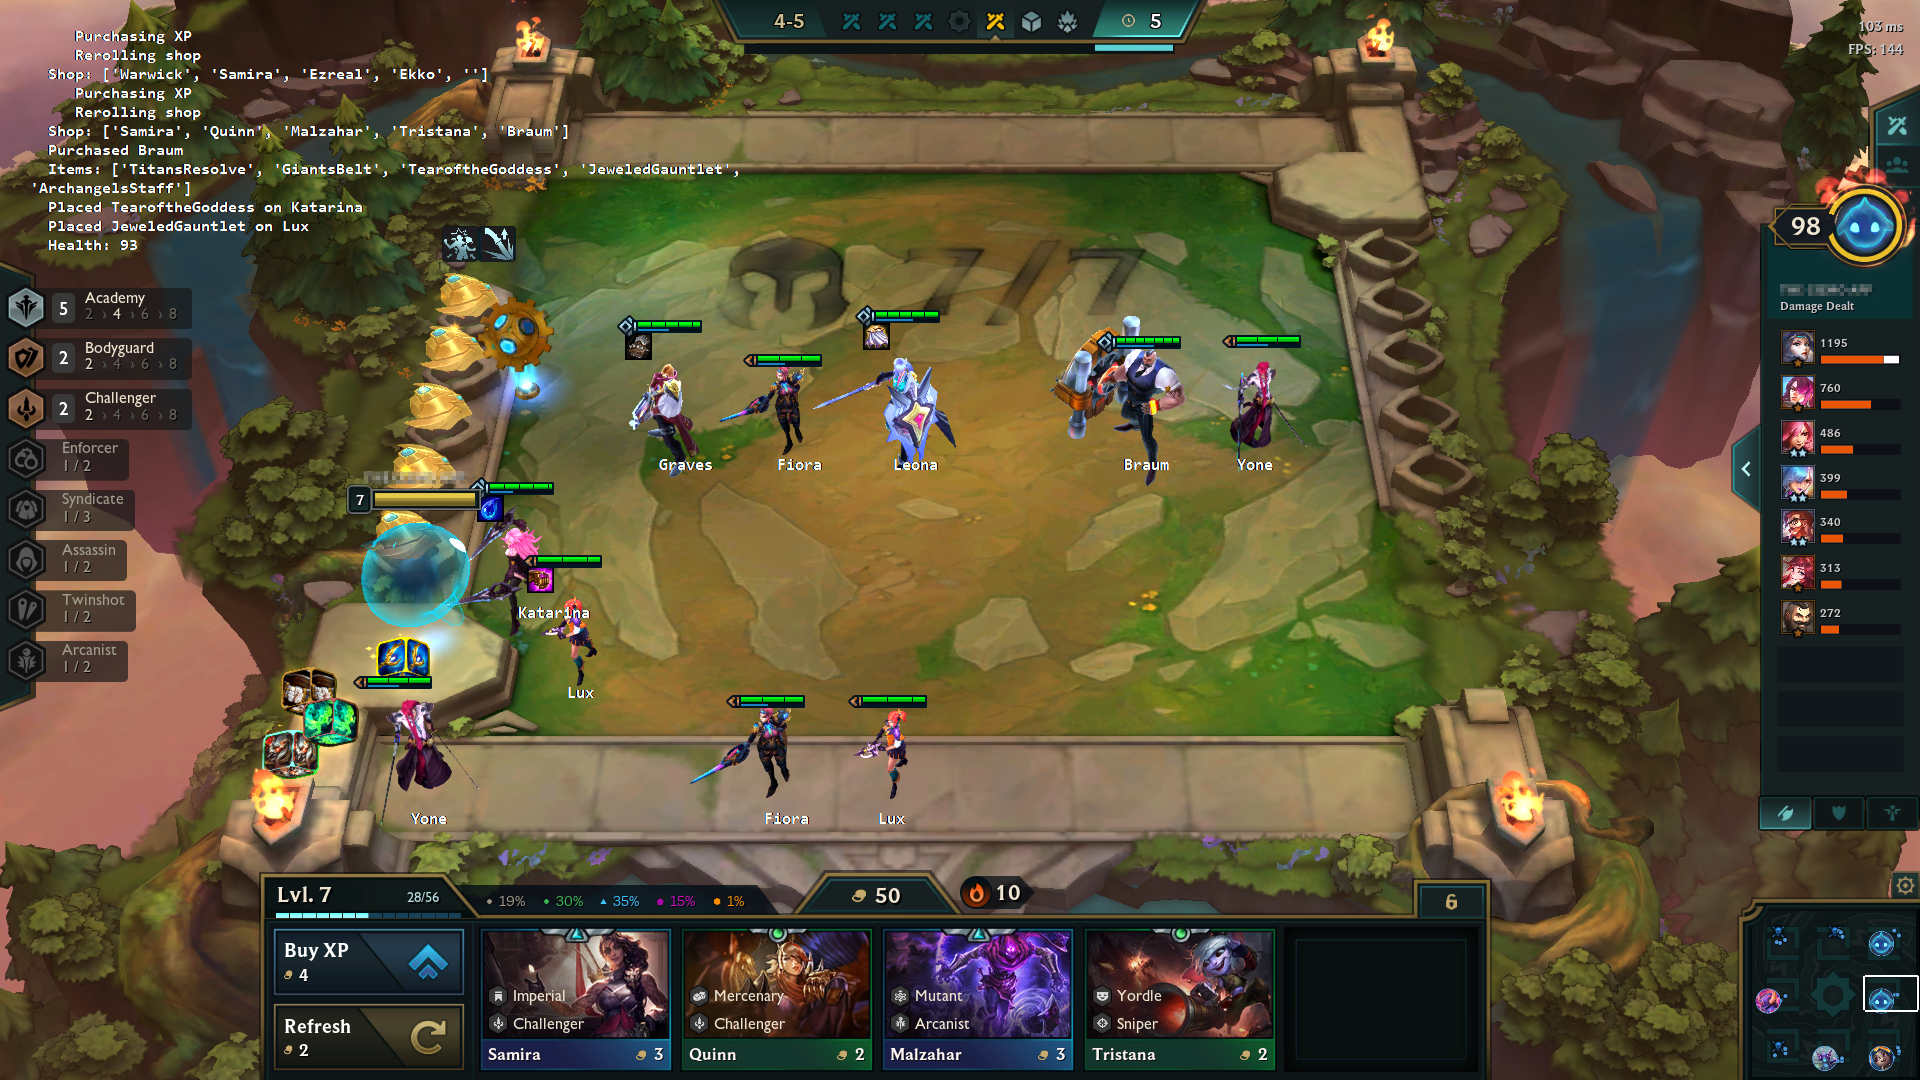 4-5
5
103 ms
FPS: 144
Purchasing XP
Rerolling shop
Shop: ['Warwick', 'Samira', 'Ezreal', 'Ekko', '']
Purchasing XP
Rerolling shop
Shop: ['Samira', 'Quinn', 'Malzahar', 'Tristana', 'Braum']
Purchased Braum
Items: ['TitansResolve', 'GiantsBelt', 'TearoftheGoddess', 'JeweledGauntlet',
'ArchangelsStaff']
Placed TearoftheGoddess on Katarina
Placed JeweledGauntlet on Lux
Health: 93
7/7
98
Damage Dealt
1195
760
486
399
340
313
272
5 Academy
2 › 4 › 6 › 8
2 Bodyguard
2 › 4 › 6 › 8
2 Challenger
2 › 4 › 6 › 8
Enforcer
1 / 2
Syndicate
1 / 3
Assassin
1 / 2
Twinshot
1 / 2
Arcanist
1 / 2
Graves
Fiora
Leona
Braum
Yone
7
Katarina
Lux
Yone
Fiora
Lux
Lvl. 7
28/56
19% 30% 35% 15% 1%
50
10
6
Buy XP
4
Refresh
2
Imperial
Challenger
Samira 3
Mercenary
Challenger
Quinn 2
Mutant
Arcanist
Malzahar 3
Yordle
Sniper
Tristana 2